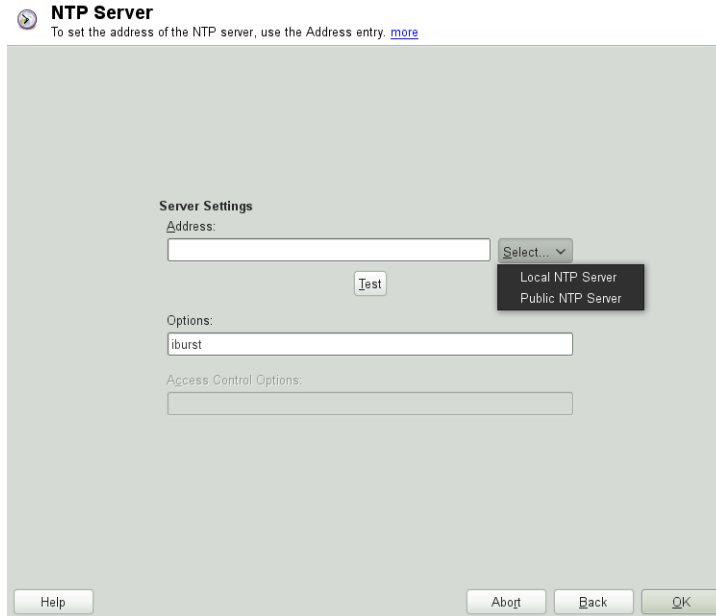 NTP Server
To set the address of the NTP server, use the Address entry. more
Server Settings
Address:
Select...
Local NTP Server
Public NTP Server
Test
Options:
iburst
Access Control Options:
Help
Abort
Back
OK